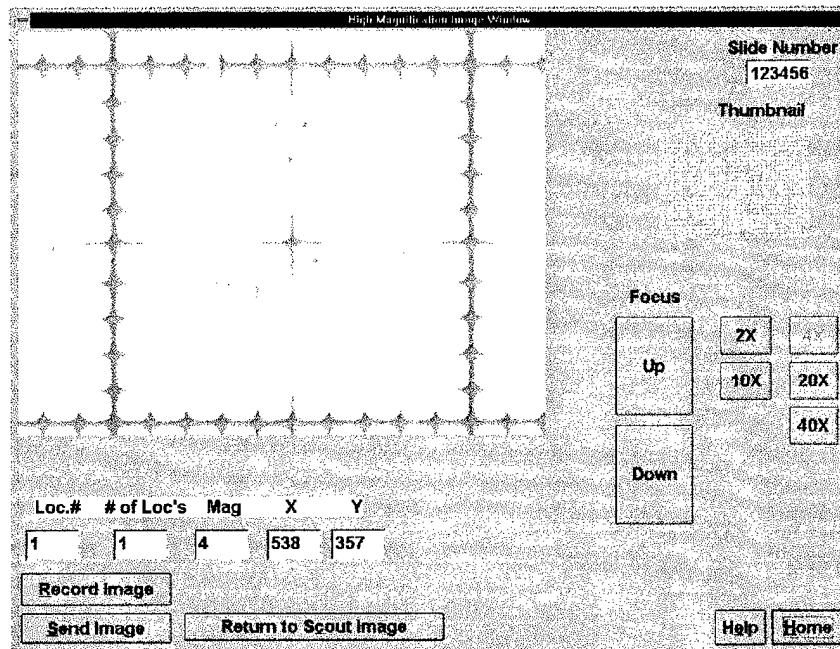 High Magnification Image Window
Slide Number
123456
Thumbnail
Focus
Up
2X
4X
10X
20X
40X
Down
Loc.# # of Loc's Mag X Y
1 1 4 538 357
Record Image
Send Image
Return to Scout Image
Help
Home